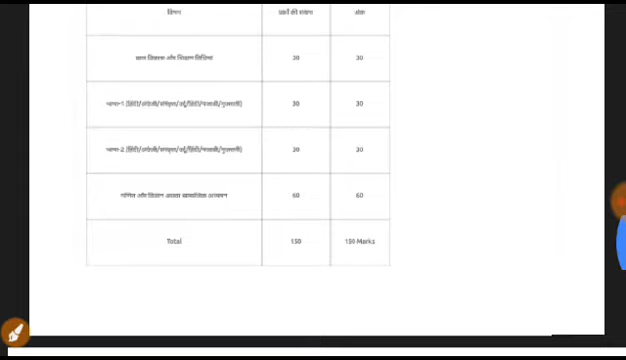 विषय प्रश्नों की संख्या अंक
बाल विकास और शिक्षण विधियां 30 30
भाषा-1 (हिंदी/अंग्रेजी/संस्कृत/उर्दू/सिंधी/पंजाबी/गुजराती) 30 30
भाषा-2 (हिंदी/अंग्रेजी/संस्कृत/उर्दू/सिंधी/पंजाबी/गुजराती) 30 30
गणित और विज्ञान अथवा सामाजिक अध्ययन 60 60
Total 150 150 Marks